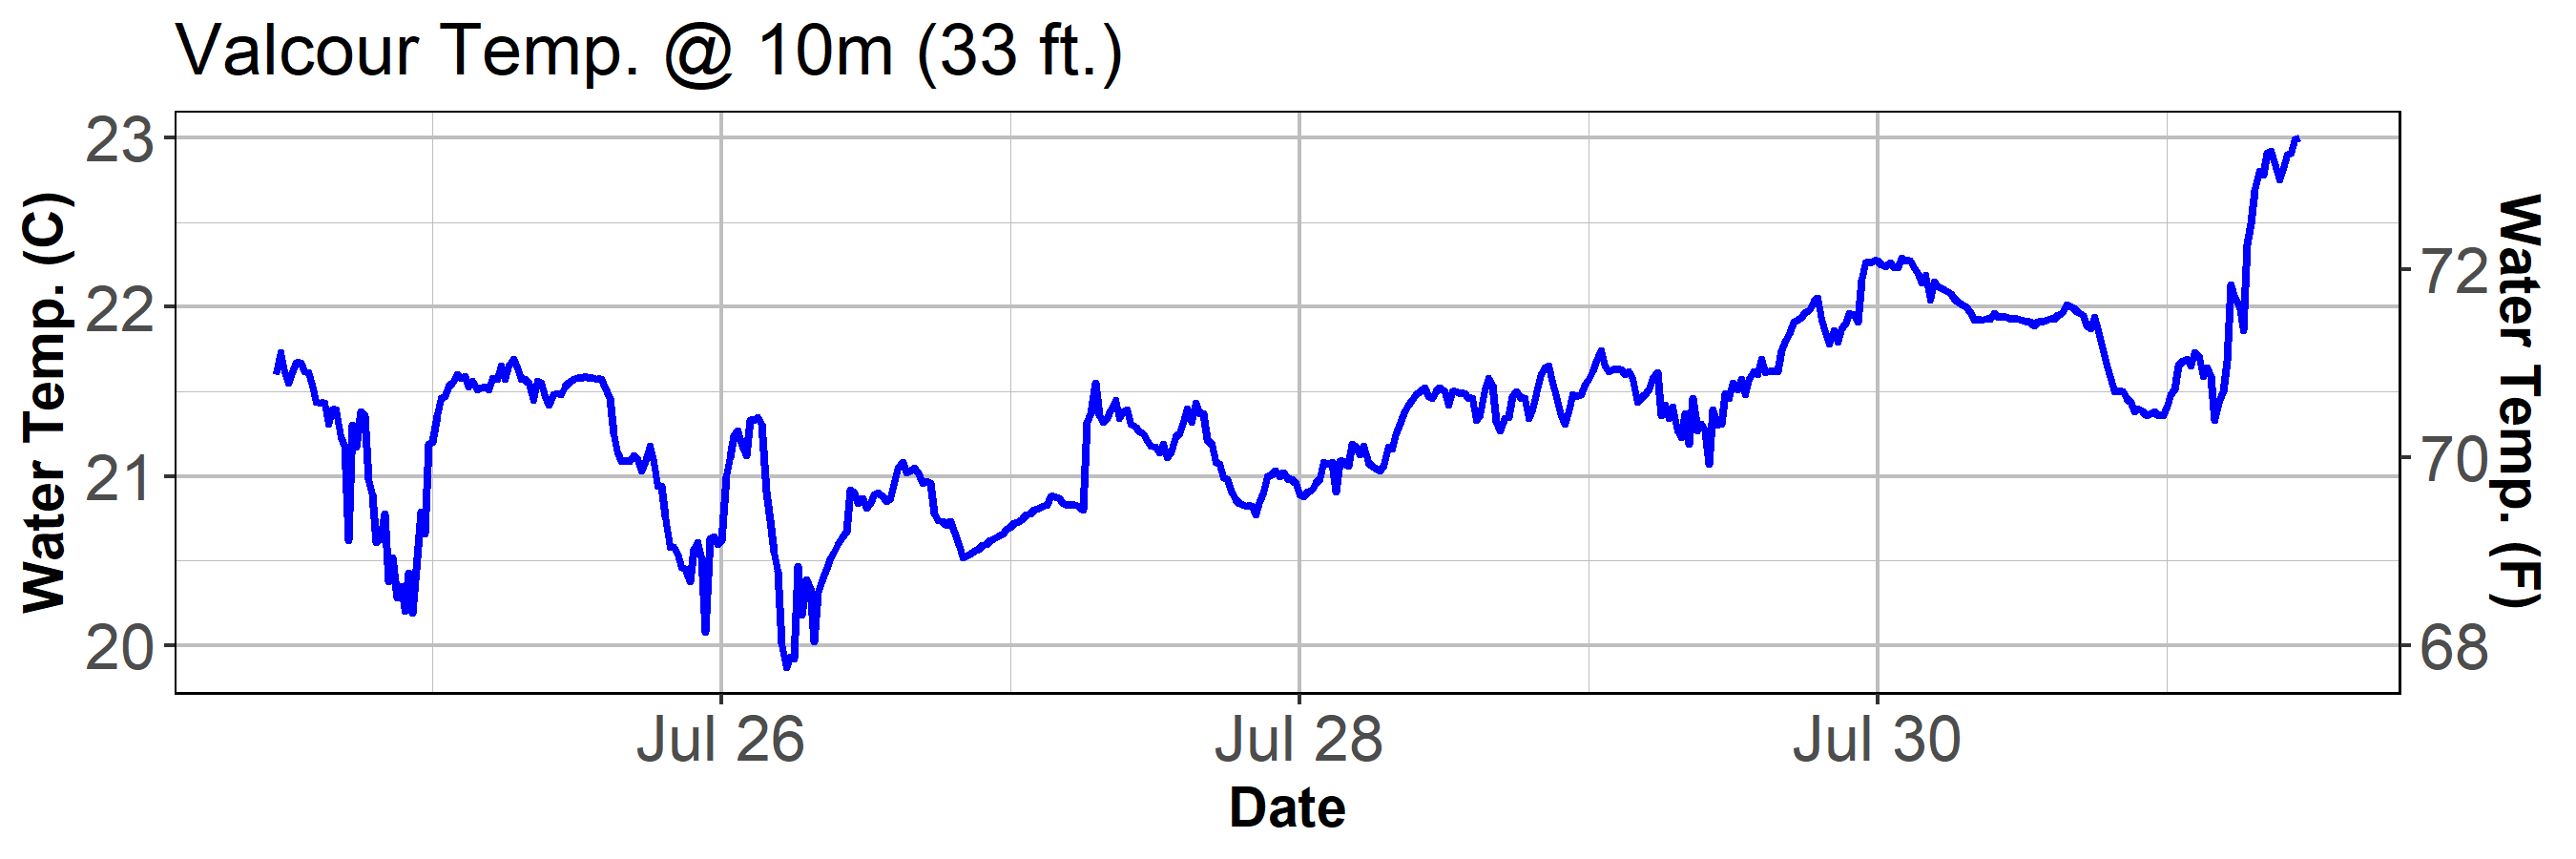 Valcour Temp. @ 10m (33 ft.)
Water Temp. (C)
23
22
21
20
72
70
68
Water Temp. (F)
Jul 26 Jul 28 Jul 30
Date